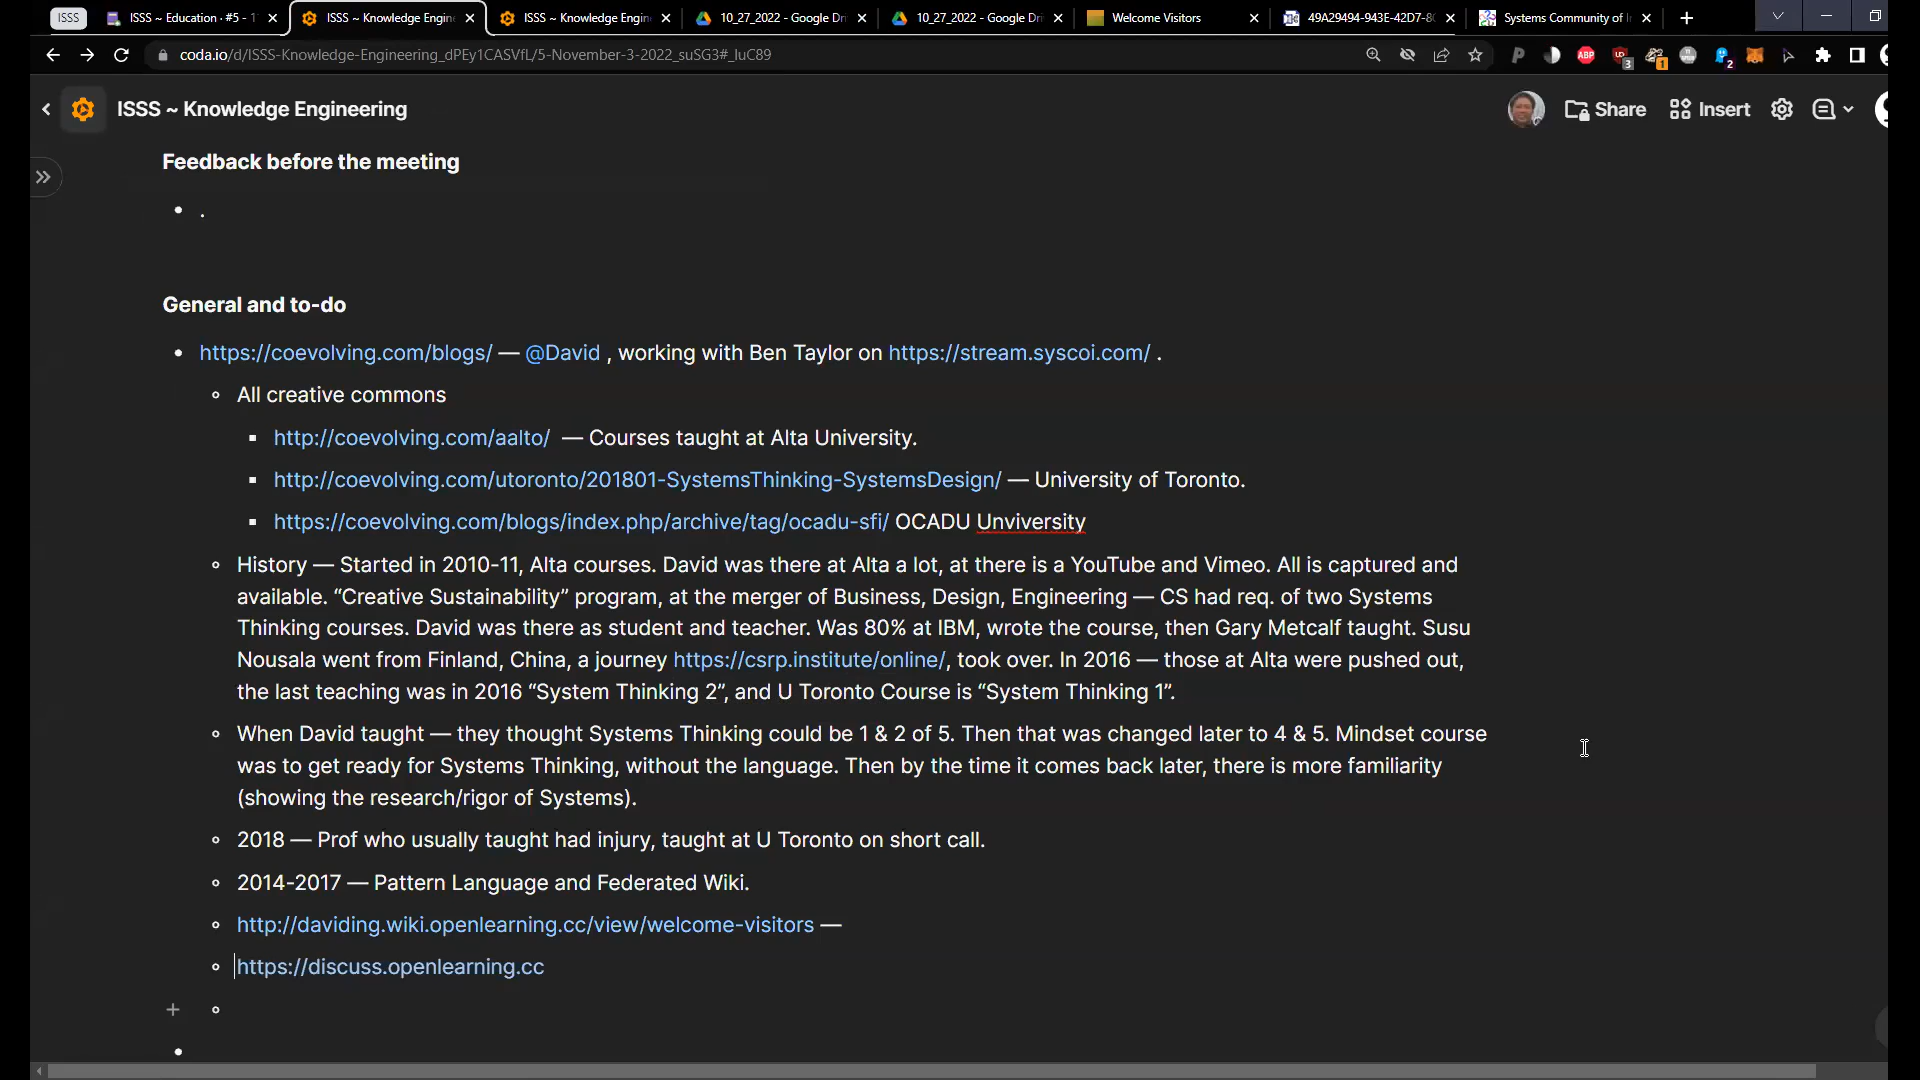 ISSS
ISSS ~ Education · #5 - 1
ISSS ~ Knowledge Engin
ISSS ~ Knowledge Engin
10_27_2022 - Google Dri
10_27_2022 - Google Dri
Welcome Visitors
49A29494-943E-42D7-8
Systems Community of I
coda.io/d/ISSS-Knowledge-Engineering_dPEy1CASVfL/5-November-3-2022_suSG3#_luC89
ABP
3
1
2
ISSS ~ Knowledge Engineering
Share
Insert
Feedback before the meeting
.
General and to-do
https://coevolving.com/blogs/ — @David , working with Ben Taylor on https://stream.syscoi.com/ .
All creative commons
http://coevolving.com/aalto/ — Courses taught at Alta University.
http://coevolving.com/utoronto/201801-SystemsThinking-SystemsDesign/ — University of Toronto.
https://coevolving.com/blogs/index.php/archive/tag/ocadu-sfi/ OCADU Unviversity
History — Started in 2010-11, Alta courses. David was there at Alta a lot, at there is a YouTube and Vimeo. All is captured and
available. “Creative Sustainability” program, at the merger of Business, Design, Engineering — CS had req. of two Systems
Thinking courses. David was there as student and teacher. Was 80% at IBM, wrote the course, then Gary Metcalf taught. Susu
Nousala went from Finland, China, a journey https://csrp.institute/online/, took over. In 2016 — those at Alta were pushed out,
the last teaching was in 2016 “System Thinking 2”, and U Toronto Course is “System Thinking 1”.
When David taught — they thought Systems Thinking could be 1 & 2 of 5. Then that was changed later to 4 & 5. Mindset course
was to get ready for Systems Thinking, without the language. Then by the time it comes back later, there is more familiarity
(showing the research/rigor of Systems).
2018 — Prof who usually taught had injury, taught at U Toronto on short call.
2014-2017 — Pattern Language and Federated Wiki.
http://daviding.wiki.openlearning.cc/view/welcome-visitors —
https://discuss.openlearning.cc